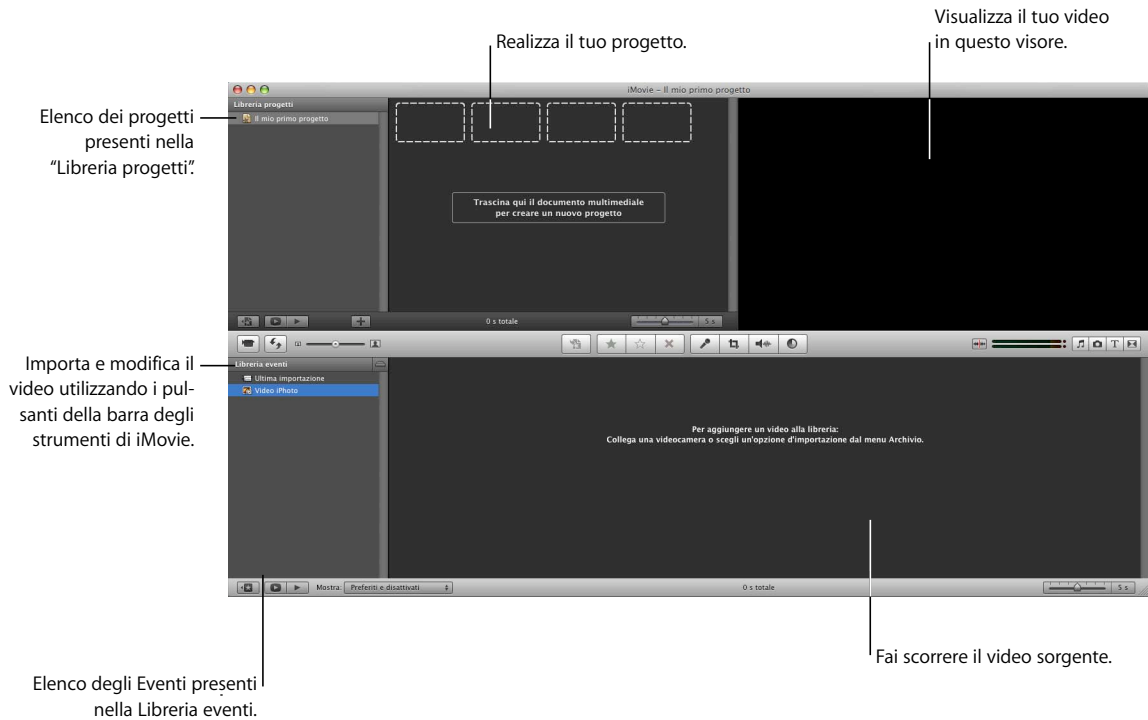 Visualizza il tuo video
in questo visore.
Realizza il tuo progetto.
iMovie – Il mio primo progetto
Elenco dei progetti
presenti nella
“Libreria progetti”.
Libreria progetti
Il mio primo progetto
Trascina qui il documento multimediale
per creare un nuovo progetto
0 s totale
5 s
Importa e modifica il
video utilizzando i pul-
santi della barra degli
strumenti di iMovie.
T
Libreria eventi
Ultima importazione
Video iPhoto
Per aggiungere un video alla libreria:
Collega una videocamera o scegli un'opzione d'importazione dal menu Archivio.
Mostra: Preferiti e disattivati
0 s totale
5 s
Fai scorrere il video sorgente.
Elenco degli Eventi presenti
nella Libreria eventi.